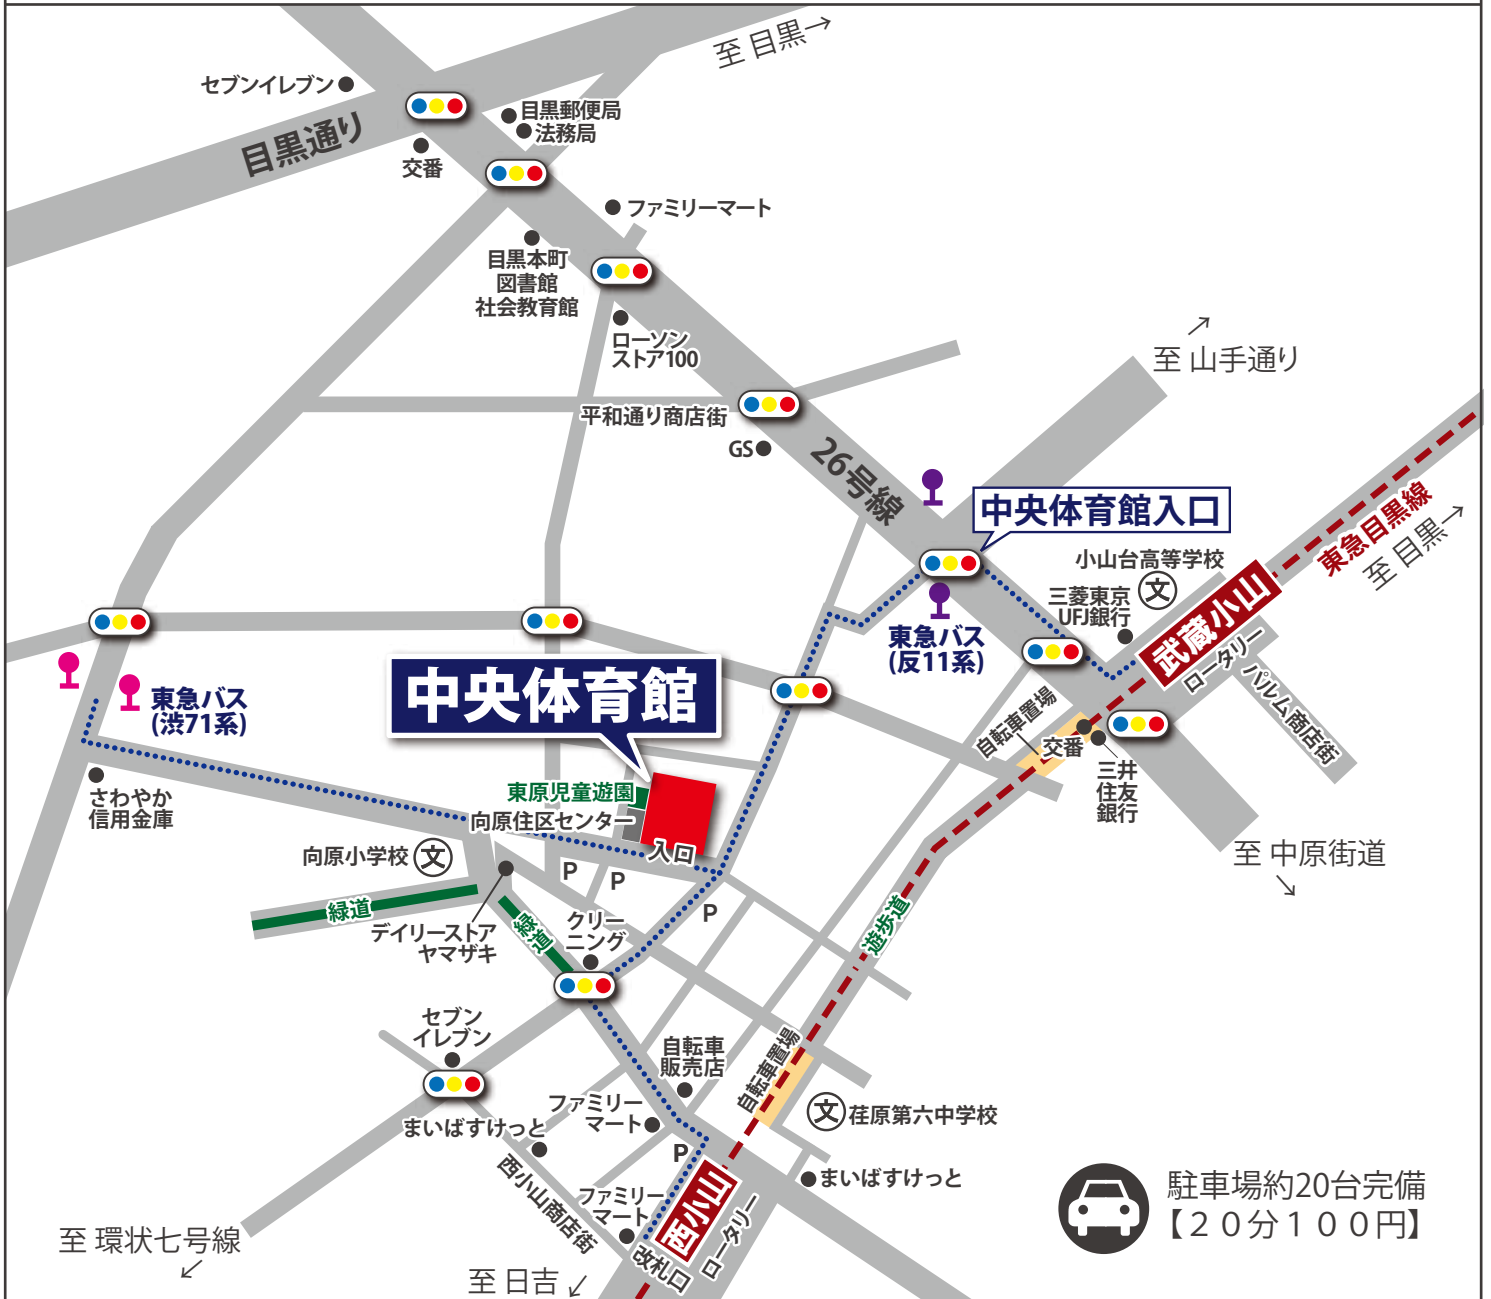 至 目黒→
セブンイレブン
目黒郵便局
法務局
目黒通り
交番
ファミリーマート
目黒本町
図書館
社会教育館
ローソン
ストア100
至 山手通り
平和通り商店街
GS
26号線
中央体育館入口
東急目黒線
至 目黒→
小山台高等学校
文
三菱東京
UFJ銀行
武蔵小山
ロータリー
パルム商店街
東急バス
(反11系)
中央体育館
東急バス
(渋71系)
自転車置場
交番
三井
住友
銀行
さわやか
信用金庫
東原児童遊園
向原住区センター
入口
向原小学校
文
P
P
P
至 中原街道
緑道
緑道
デイリーストア
ヤマザキ
クリー
ニング
遊歩道
セブン
イレブン
自転車
販売店
自転車置場
ファミリー
マート
文
荏原第六中学校
まいばすけっと
P
まいばすけっと
西小山商店街
ファミリー
マート
西小山
ロータリー
改札口
駐車場約20台完備
【２０分１００円】
至 環状七号線
至 日吉